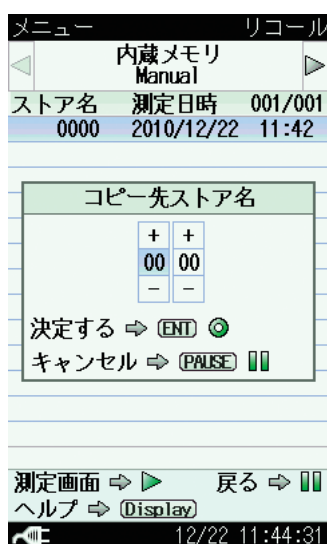 メニュー リコール
内蔵メモリ
Manual
ストア名 測定日時 001/001
0000 2010/12/22 11:42
コピー先ストア名
+ +
00 00
- -
決定する ⇨ ENT ◎
キャンセル ⇨ PAUSE
測定画面 ⇨ ▷ 戻る ⇨
ヘルプ ⇨ Display
12/22 11:44:31